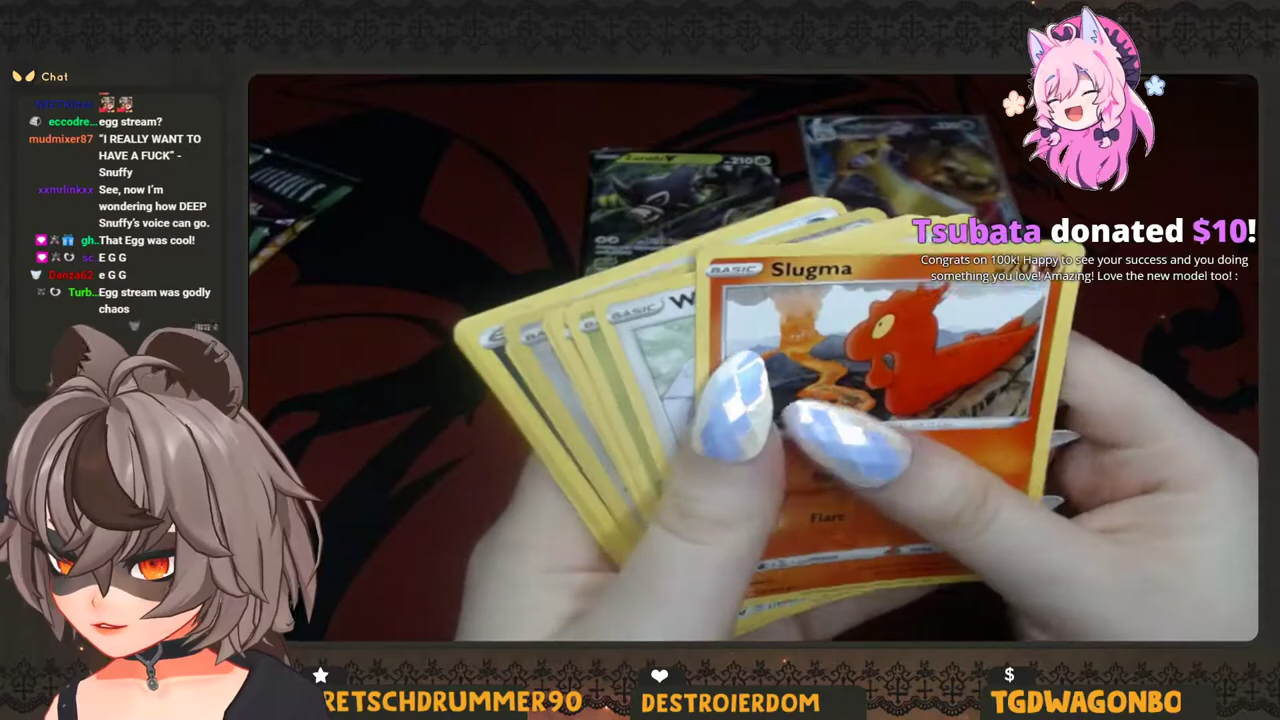 Chat
eccodre... egg stream?
mudmixer87 "I REALLY WANT TO
HAVE A FUCK" -
Snuffy
xxmrlinkxx See, now I'm
wondering how DEEP
Snuffy's voice can go.
gh.. That Egg was cool!
sc E G G
Danza62 e G G
Turb... Egg stream was godly
chaos
210
BASIC Slugma
BASIC W
Flare
Tsubata donated $10!
Congrats on 100k! Happy to see your success and you doing
something you love! Amazing! Love the new model too! :
RETSCHDRUMMER90
DESTROIERDOM
$
TGDWAGONBO